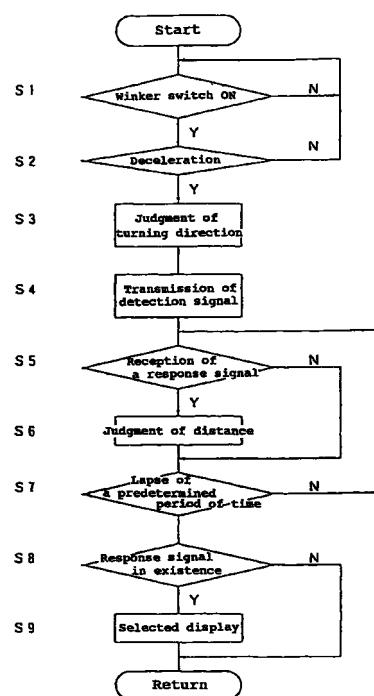 Start
S1
Winker switch ON
N
Y
S2
Deceleration
N
Y
S3
Judgment of
turning direction
S4
Transmission of
detection signal
S5
Reception of
a response signal
N
Y
S6
Judgment of distance
S7
Lapse of
a predetermined
period of time
N
S8
Response signal
in existence
N
Y
S9
Selected display
Return